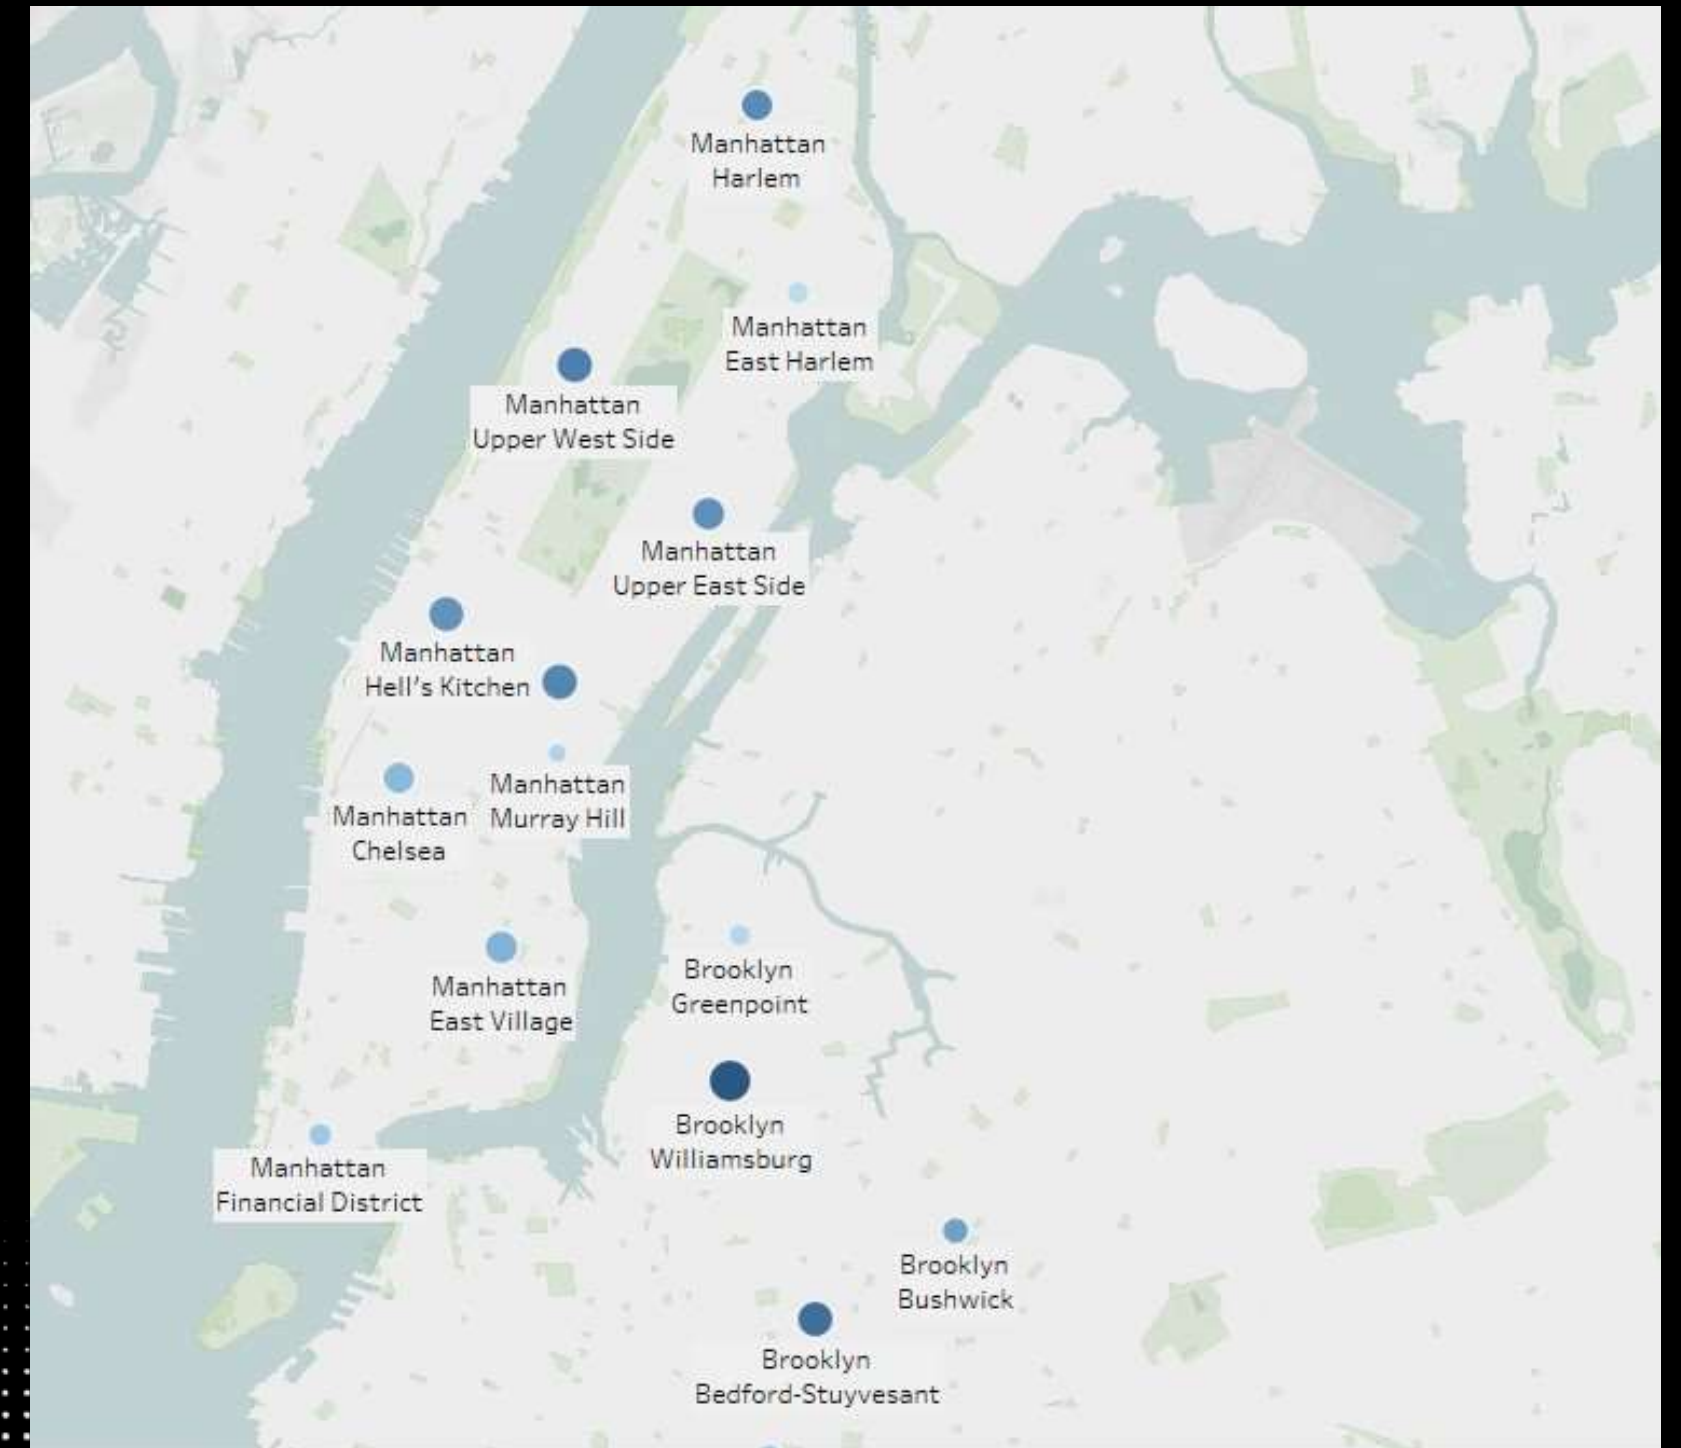 Manhattan
Harlem
Manhattan
East Harlem
Manhattan
Upper West Side
Manhattan
Upper East Side
Manhattan
Hell's Kitchen
Manhattan
Murray Hill
Manhattan
Chelsea
Brooklyn
Greenpoint
Manhattan
East Village
Brooklyn
Williamsburg
Manhattan
Financial District
Brooklyn
Bushwick
Brooklyn
Bedford-Stuyvesant